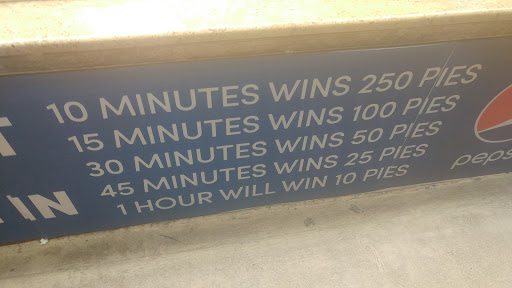 10 MINUTES WINS 250 PIES
15 MINUTES WINS 100 PIES
30 MINUTES WINS 50 PIES
45 MINUTES WINS 25 PIES
IN
1 HOUR WILL WIN 10 PIES